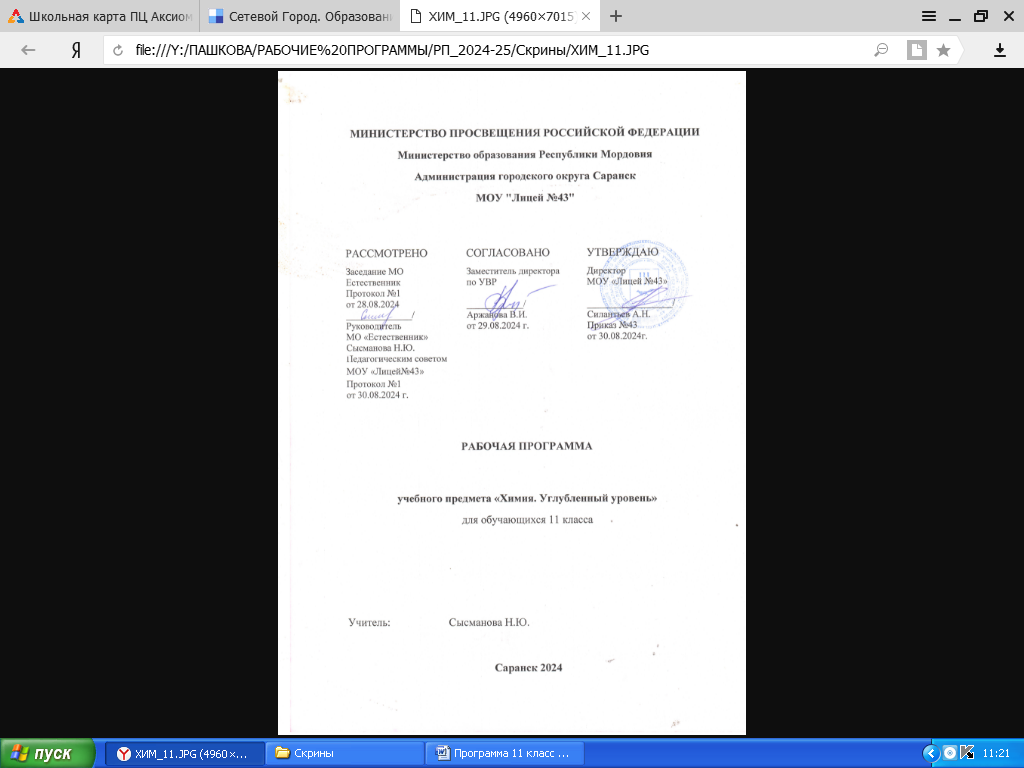 Школьная карта ПЦ Аксиом
Сетевой Город. Образован
ХИМ_11.JPG (4960×7015
file:///Y:/ПАШКОВА/РАБОЧИЕ%20ПРОГРАММЫ/РП_2024-25/Скрины/ХИМ_11.JPG
МИНИСТЕРСТВО ПРОСВЕЩЕНИЯ РОССИЙСКОЙ ФЕДЕРАЦИИ
Министерство образования Республики Мордовия
Администрация городского округа Саранск
МОУ "Лицей №43"
РАССМОТРЕНО
Заседание МО
Естественник
Протокол №1
от 28.08.2024
Руководитель
МО «Естественник»
Сысманова Н.Ю.
Педагогическим советом
МОУ «Лицей№43»
Протокол №1
от 30.08.2024 г.
СОГЛАСОВАНО
Заместитель директора
по УВР
Аржанова В.И.
от 29.08.2024 г.
УТВЕРЖДАЮ
Директор
МОУ «Лицей №43»
Силантьев А.Н.
Приказ №43
от 30.08.2024г.
РАБОЧАЯ ПРОГРАММА
учебного предмета «Химия. Углубленный уровень»
для обучающихся 11 класса
Учитель: Сысманова Н.Ю.
Саранск 2024
пуск
ХИМ_11.JPG (4960×...
Скрины
Программа 11 класс ...
11:21